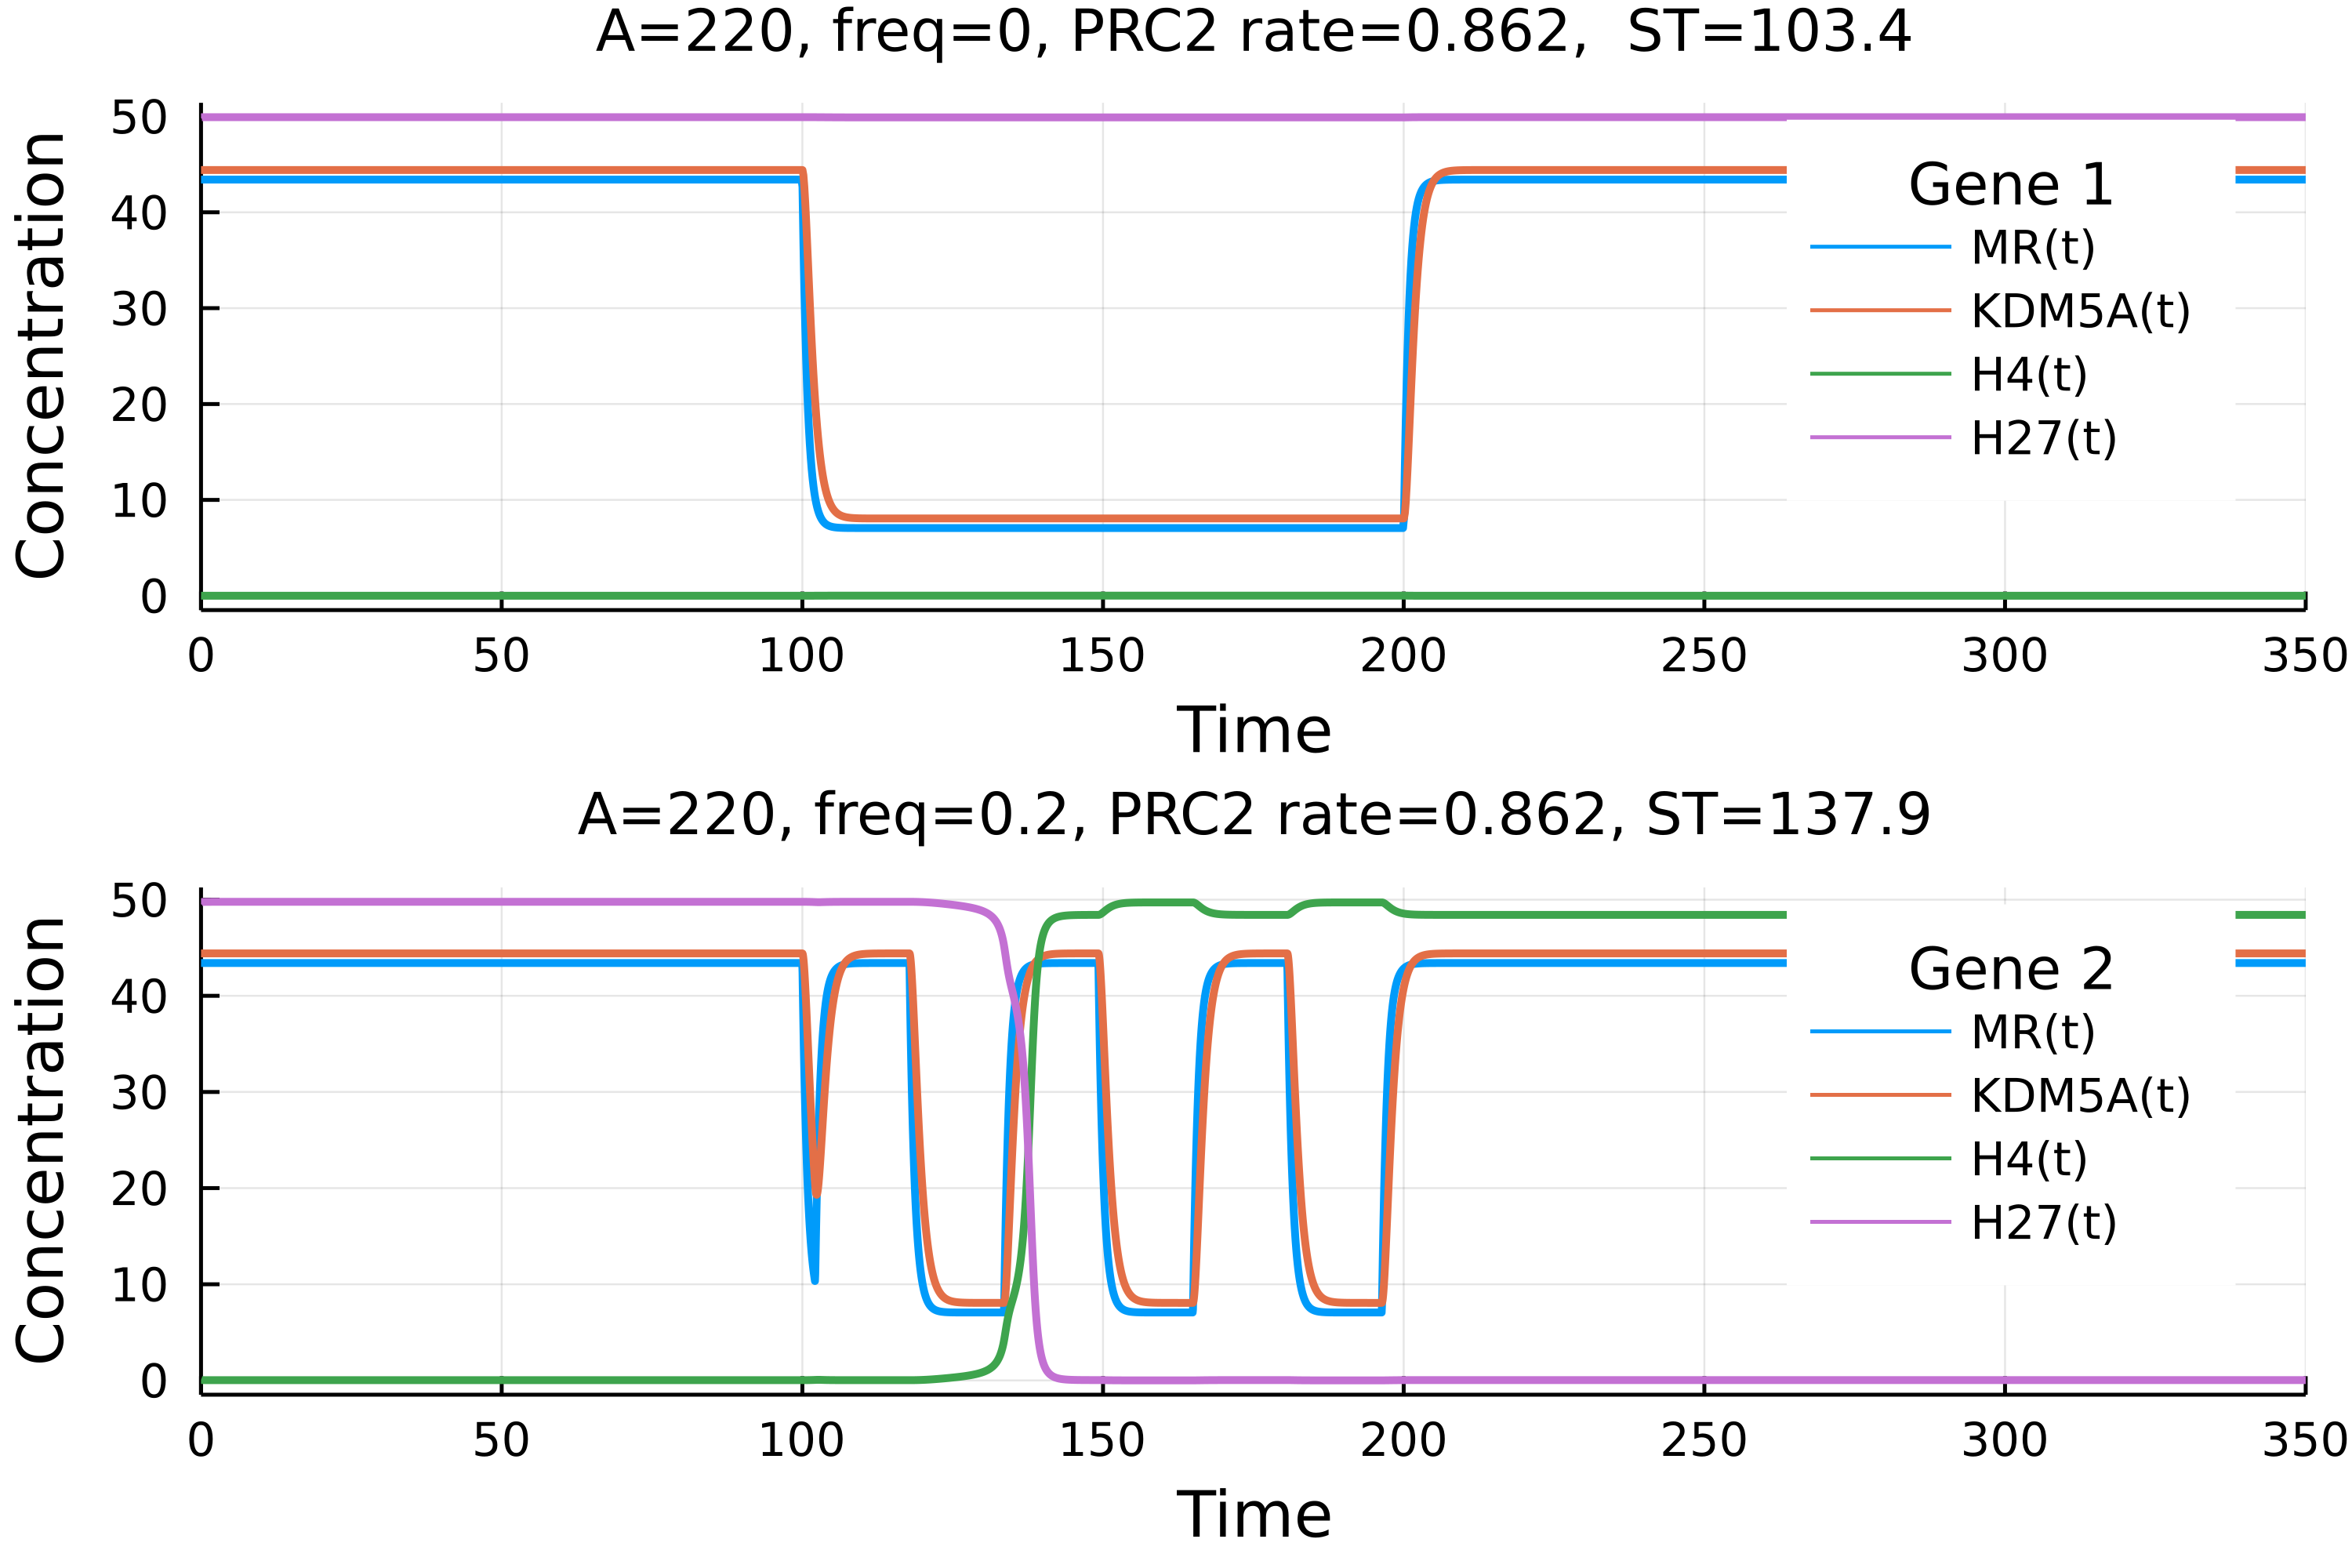 A=220, freq=0, PRC2 rate=0.862,  ST=103.4
Concentration
50
40
30
20
10
0
Gene 1
MR(t)
KDM5A(t)
H4(t)
H27(t)
0 50 100 150 200 250 300 350
Time
A=220, freq=0.2, PRC2 rate=0.862, ST=137.9
Concentration
50
40
30
20
10
0
Gene 2
MR(t)
KDM5A(t)
H4(t)
H27(t)
0 50 100 150 200 250 300 350
Time